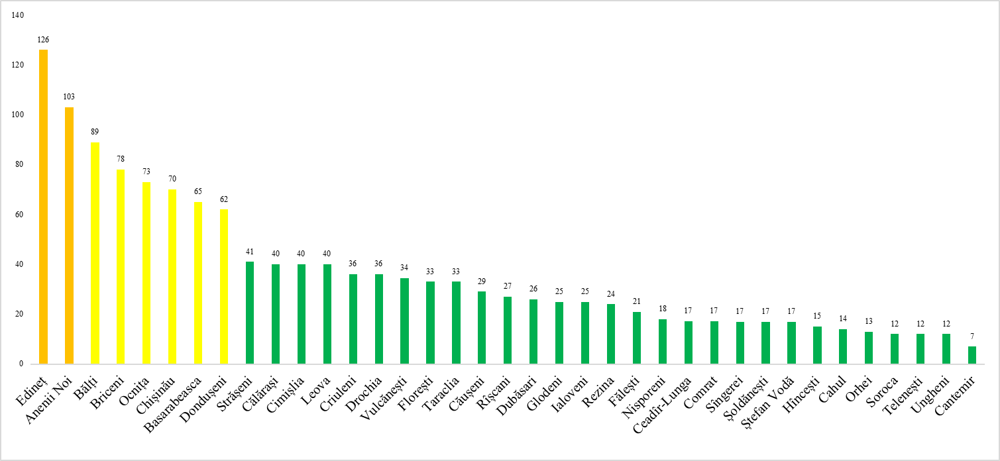 140
120
100
80
60
40
20
0
126
103
89
78
73
70
65
62
41
40
40
40
36
36
34
33
33
29
27
26
25
25
24
21
18
17
17
17
17
17
15
14
13
12
12
12
7
Edineț
Anenii Noi
Bălți
Briceni
Ocnița
Chișinău
Basarabeasca
Dondușeni
Strășeni
Călărași
Cimișlia
Leova
Criuleni
Drochia
Vulcănești
Florești
Taraclia
Căușeni
Rîșcani
Dubăsari
Glodeni
Ialoveni
Rezina
Fălești
Nisporeni
Ceadîr-Lunga
Comrat
Sîngerei
Șoldănești
Ștefan Vodă
Hîncești
Cahul
Orhei
Soroca
Telenești
Ungheni
Cantemir